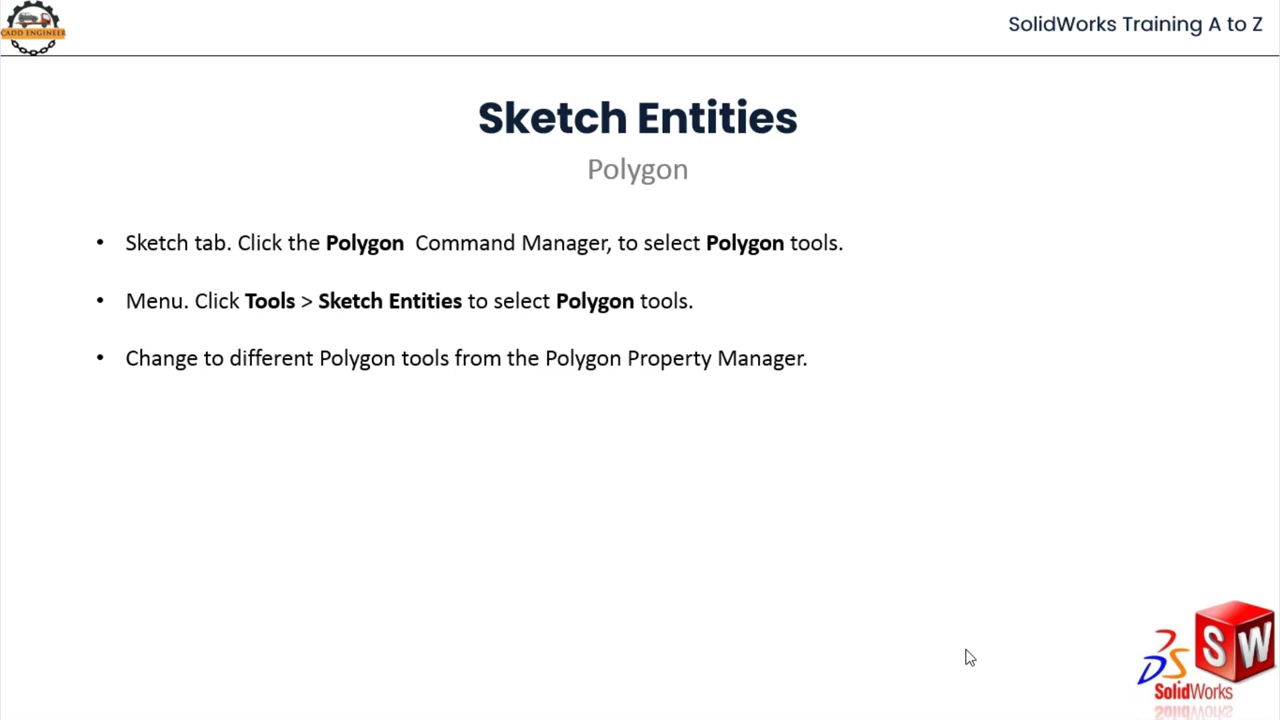 CADD ENGINEER
SolidWorks Training A to Z
Sketch Entities
Polygon
• Sketch tab. Click the Polygon Command Manager, to select Polygon tools.
• Menu. Click Tools > Sketch Entities to select Polygon tools.
• Change to different Polygon tools from the Polygon Property Manager.
SW
DS
SolidWorks